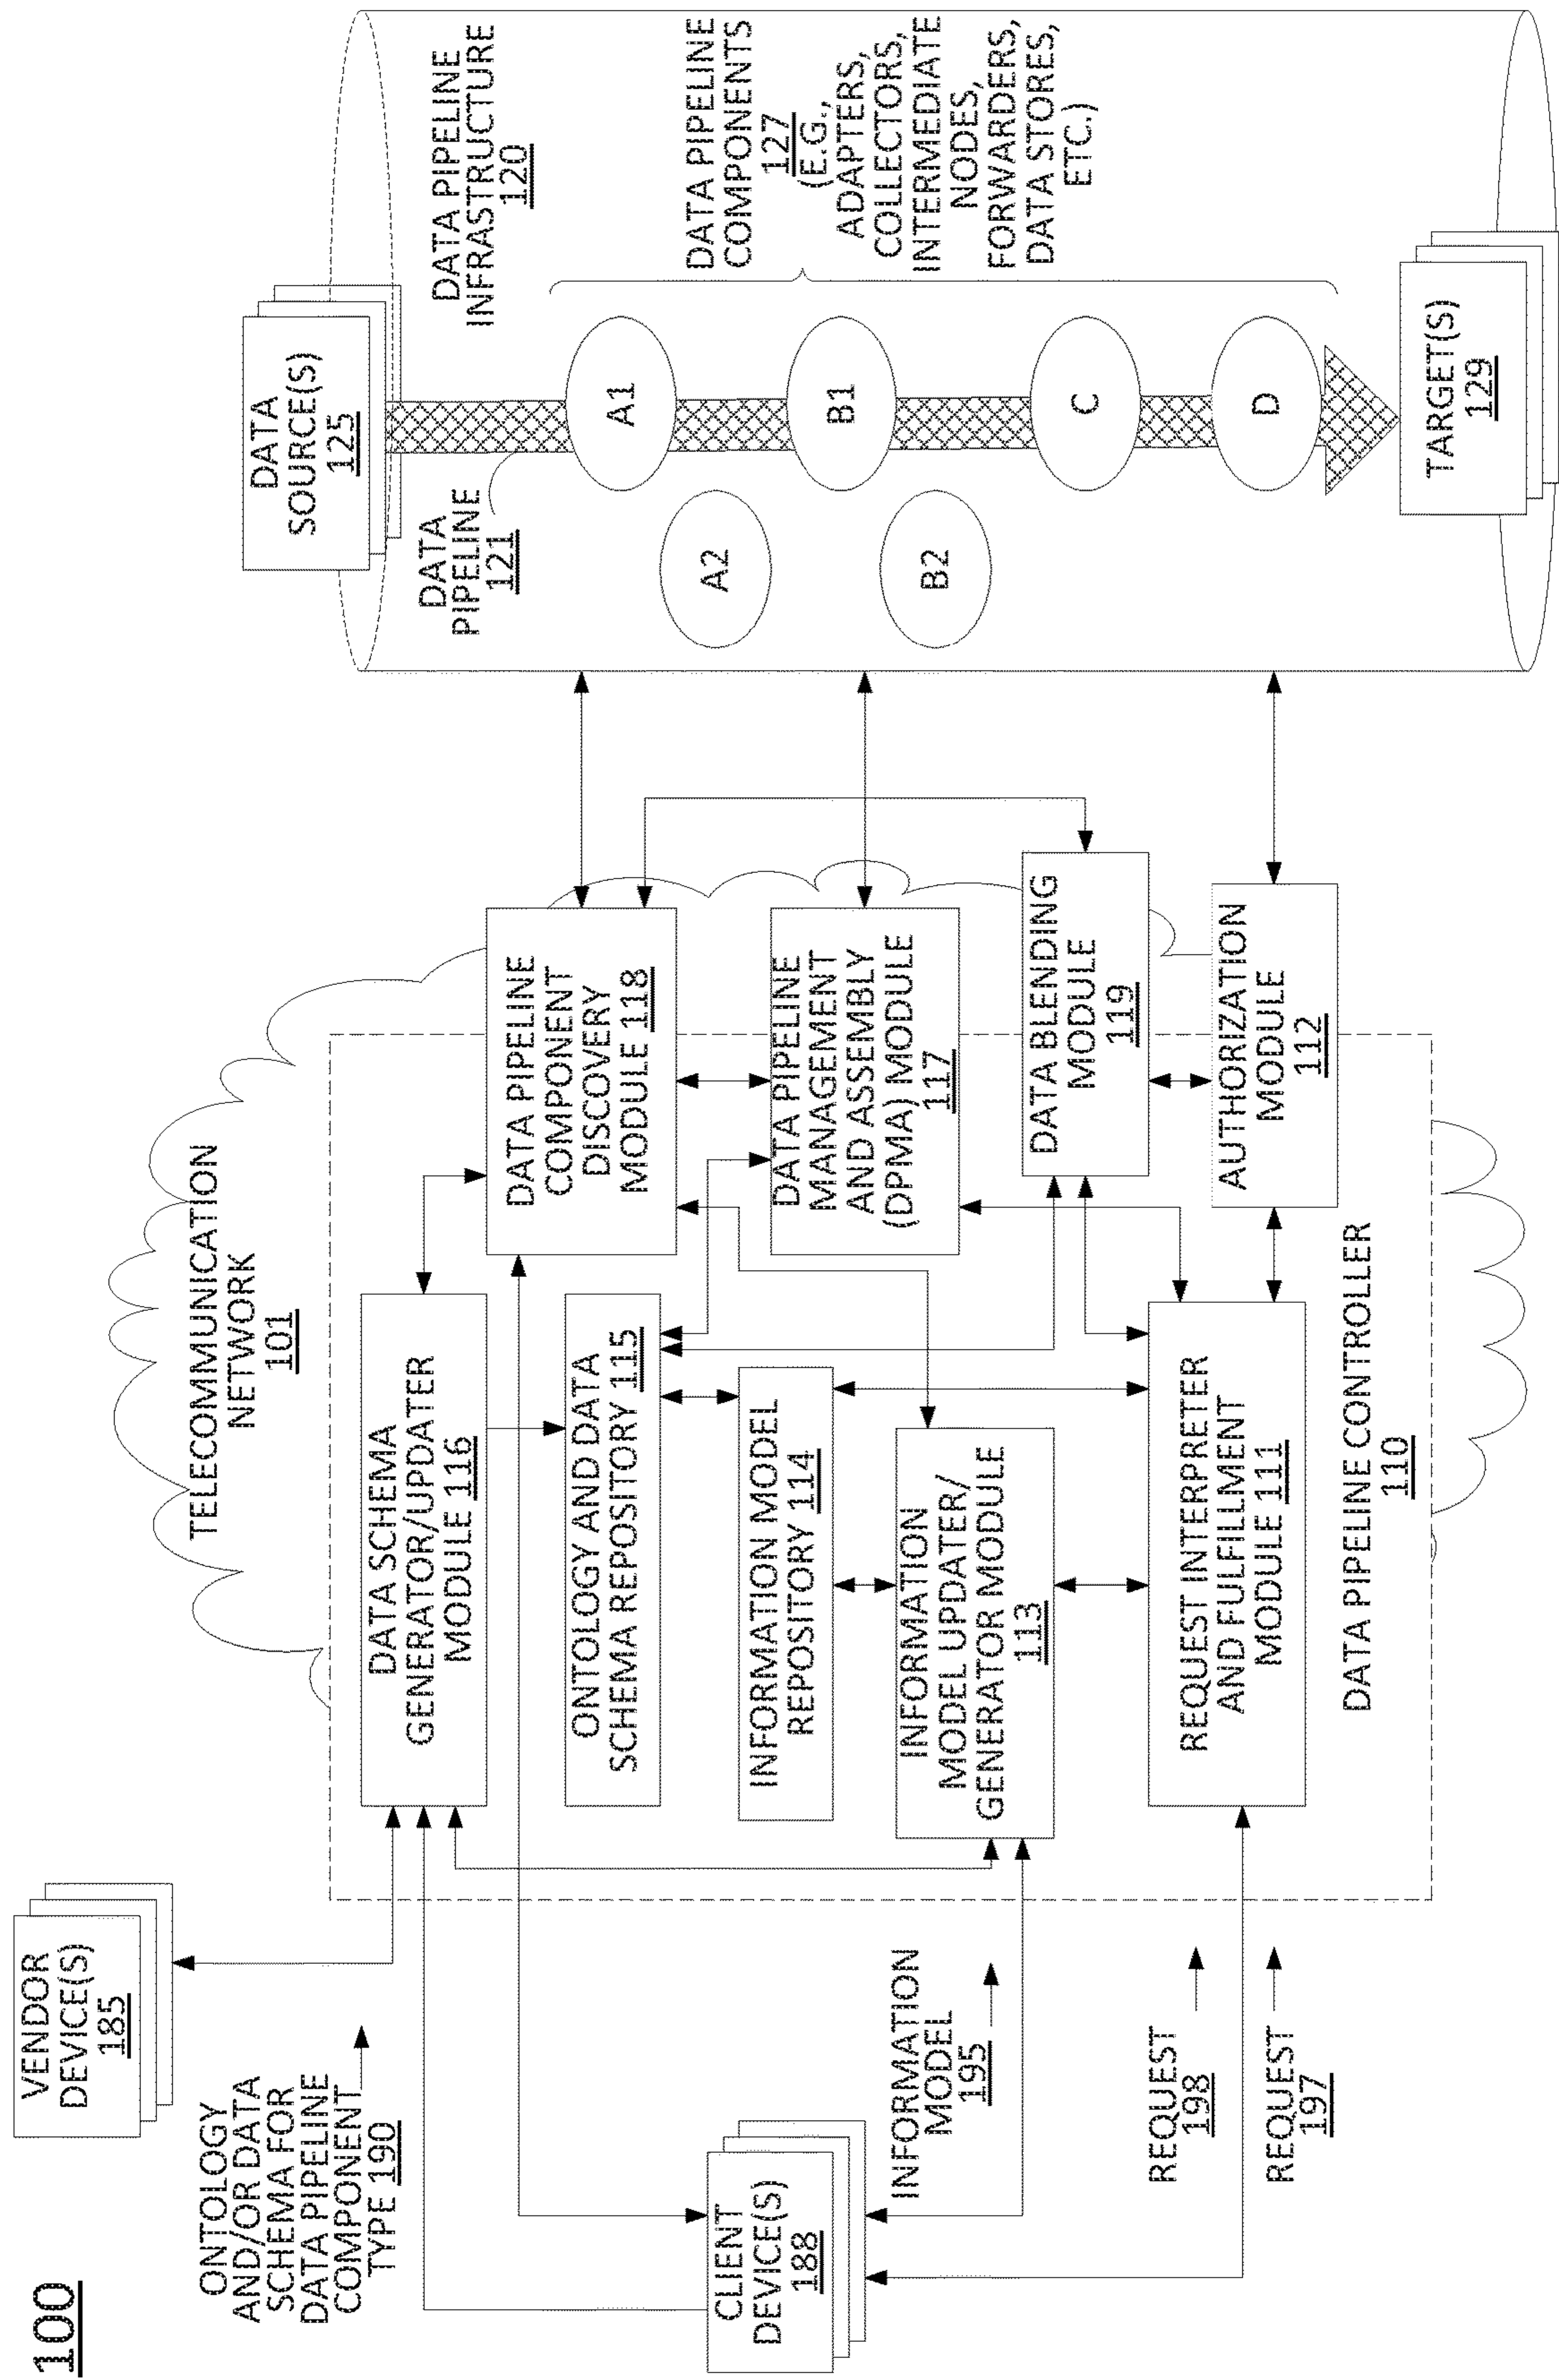 100
VENDOR
DEVICE(S)
185
ONTOLOGY
AND/OR DATA
SCHEMA FOR
DATA PIPELINE
COMPONENT
TYPE 190
CLIENT
DEVICE(S)
188
INFORMATION
MODEL
195
REQUEST
198
REQUEST
197
TELECOMMUNICATION
NETWORK
101
DATA SCHEMA
GENERATOR/UPDATER
MODULE 116
ONTOLOGY AND DATA
SCHEMA REPOSITORY 115
INFORMATION MODEL
REPOSITORY 114
INFORMATION
MODEL UPDATER/
GENERATOR MODULE
113
REQUEST INTERPRETER
AND FULFILLMENT
MODULE 111
DATA PIPELINE CONTROLLER
110
DATA PIPELINE
COMPONENT
DISCOVERY
MODULE 118
DATA PIPELINE
MANAGEMENT
AND ASSEMBLY
(DPMA) MODULE
117
DATA BLENDING
MODULE
119
AUTHORIZATION
MODULE
112
DATA
SOURCE(S)
125
DATA
PIPELINE
121
DATA PIPELINE
INFRASTRUCTURE
120
A1
A2
B1
B2
C
D
DATA PIPELINE
COMPONENTS
127
(E.G.,
ADAPTERS,
COLLECTORS,
INTERMEDIATE
NODES,
FORWARDERS,
DATA STORES,
ETC.)
TARGET(S)
129